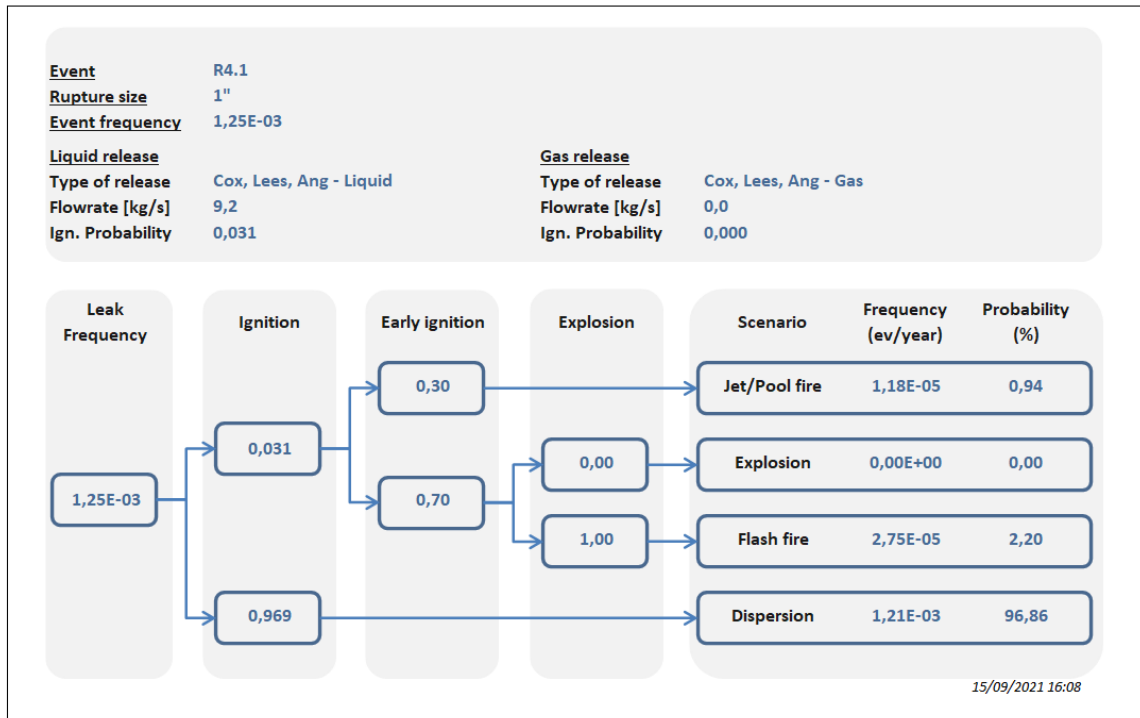 Event R4.1
Rupture size 1"
Event frequency 1,25E-03
Liquid release Gas release
Type of release Cox, Lees, Ang - Liquid Type of release Cox, Lees, Ang - Gas
Flowrate [kg/s] 9,2 Flowrate [kg/s] 0,0
Ign. Probability 0,031 Ign. Probability 0,000
Leak Frequency
Ignition
Early ignition
Explosion
Scenario
Frequency (ev/year)
Probability (%)
0,30
Jet/Pool fire 1,18E-05 0,94
0,031
0,00
Explosion 0,00E+00 0,00
1,25E-03
0,70
1,00
Flash fire 2,75E-05 2,20
0,969
Dispersion 1,21E-03 96,86
15/09/2021 16:08